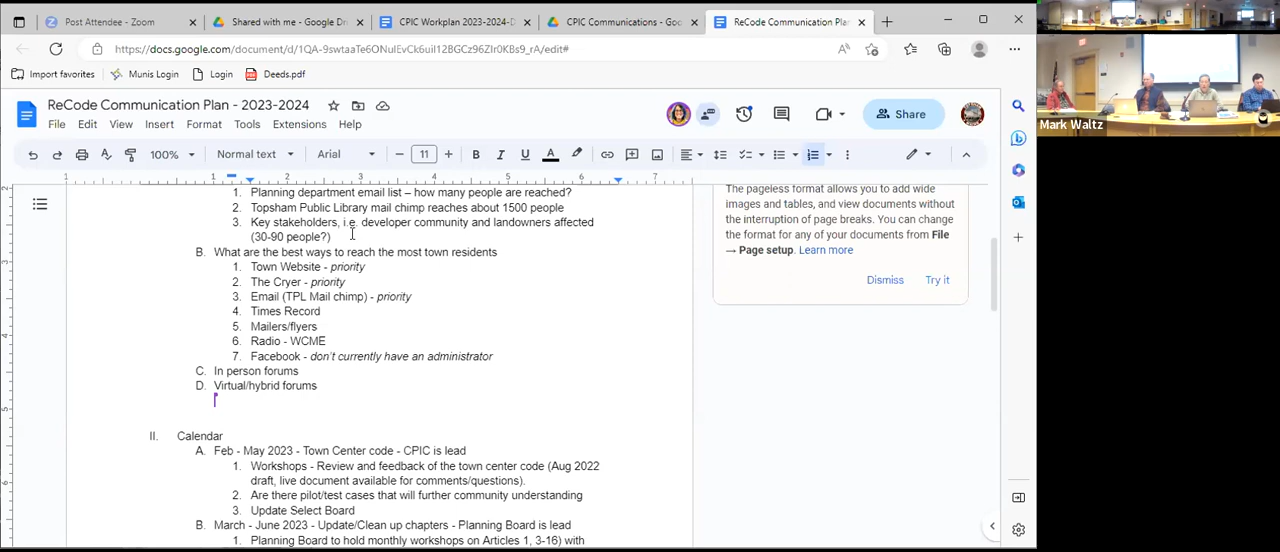 Post Attendee - Zoom
Shared with me - Google Dri
CPIC Workplan 2023-2024-D
CPIC Communications - Goo
ReCode Communication Plan -
https://docs.google.com/document/d/1QA-9swtaaTe6ONuIEvCk6uiI12BGCz96ZIr0KBs9_rA/edit#
Import favorites
Munis Login
Login
Deeds.pdf
ReCode Communication Plan - 2023-2024
Share
File Edit View Insert Format Tools Extensions Help
100% Normal text Arial 11 B I U A
1 1 2 3 4 5 6 7
1. Planning department email list – how many people are reached?
2. Topsham Public Library mail chimp reaches about 1500 people
3. Key stakeholders, i.e. developer community and landowners affected
(30-90 people?)
B. What are the best ways to reach the most town residents
1. Town Website - priority
2. The Cryer - priority
3. Email (TPL Mail chimp) - priority
4. Times Record
5. Mailers/flyers
6. Radio - WCME
7. Facebook - don't currently have an administrator
C. In person forums
D. Virtual/hybrid forums
II. Calendar
A. Feb - May 2023 - Town Center code - CPIC is lead
1. Workshops - Review and feedback of the town center code (Aug 2022
draft, live document available for comments/questions).
2. Are there pilot/test cases that will further community understanding
3. Update Select Board
B. March - June 2023 - Update/Clean up chapters - Planning Board is lead
1. Planning Board to hold monthly workshops on Articles 1, 3-16) with
The pageless format allows you to add wide
images and tables, and view documents without
the interruption of page breaks. You can change
the format for any of your documents from File
→ Page setup. Learn more
Dismiss Try it
Mark Waltz